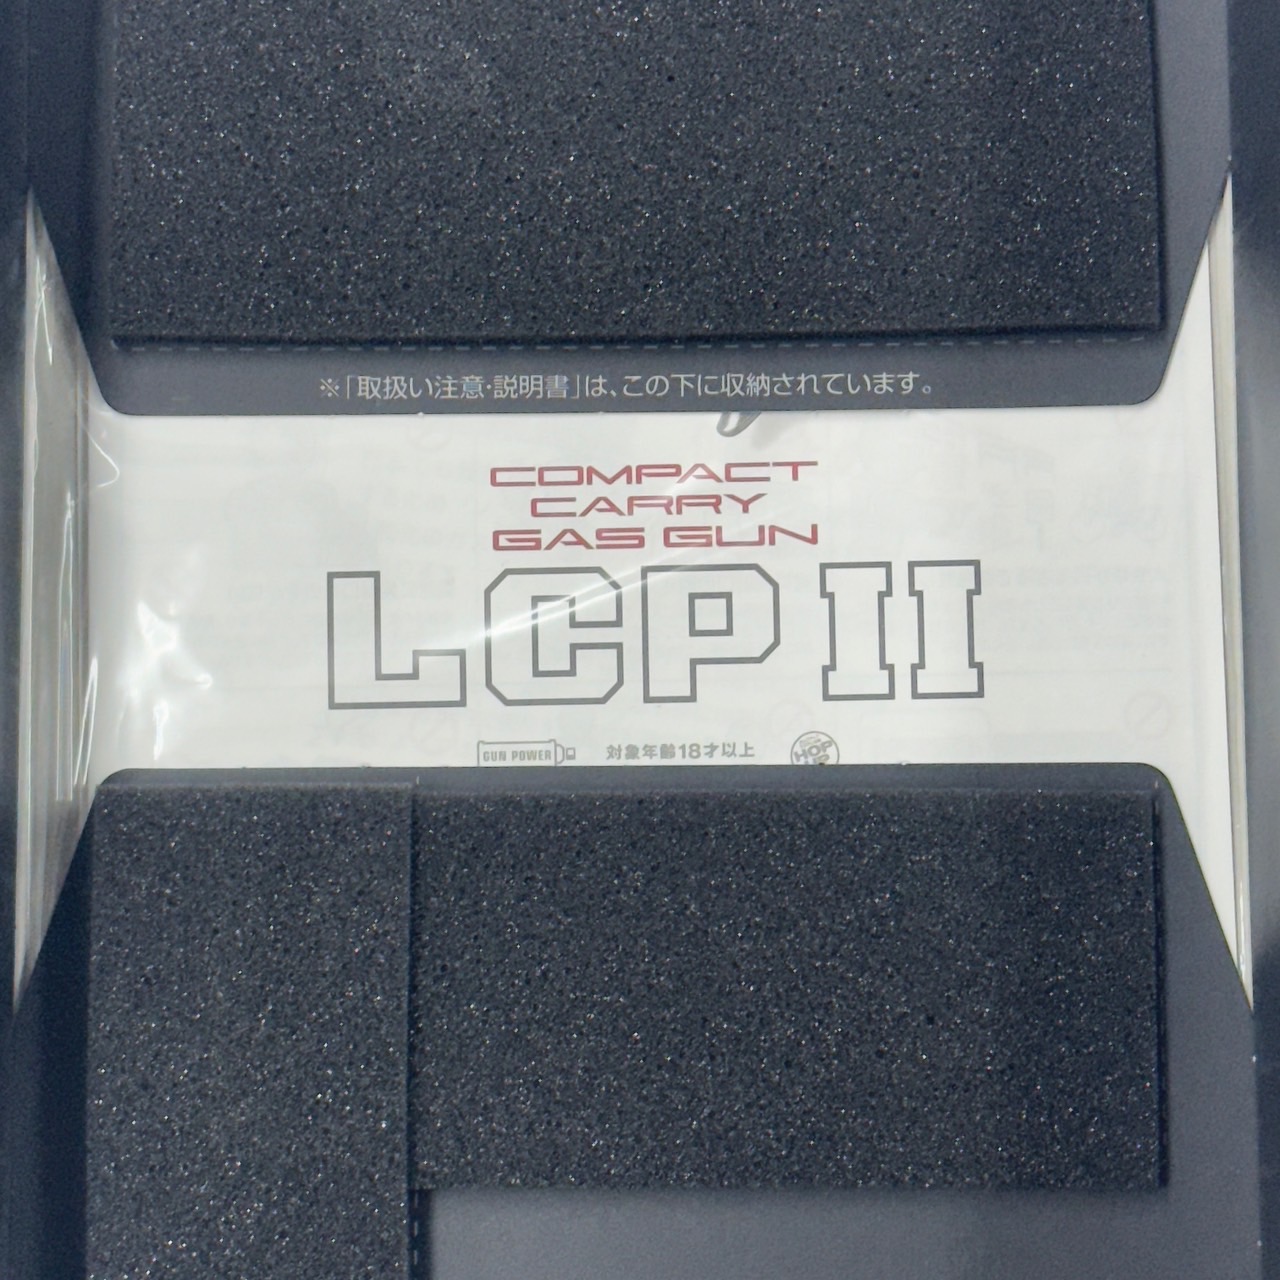 ※「取扱い注意・説明書」は、この下に収納されています。
COMPACT
CARRY
GAS GUN
LCP II
GUN POWER 対象年齢18才以上 HOP